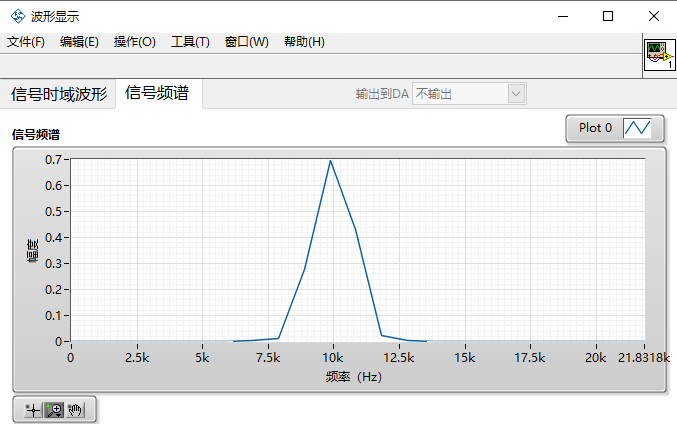 波形显示
文件(F) 编辑(E) 操作(O) 工具(T) 窗口(W) 帮助(H)
1
信号时域波形 信号频谱 输出到DA 不输出
信号频谱
Plot 0
0.7
0.6
0.5
0.4
0.3
0.2
0.1
0
幅度
0 2.5k 5k 7.5k 10k 12.5k 15k 17.5k 20k 21.8318k
频率（Hz）